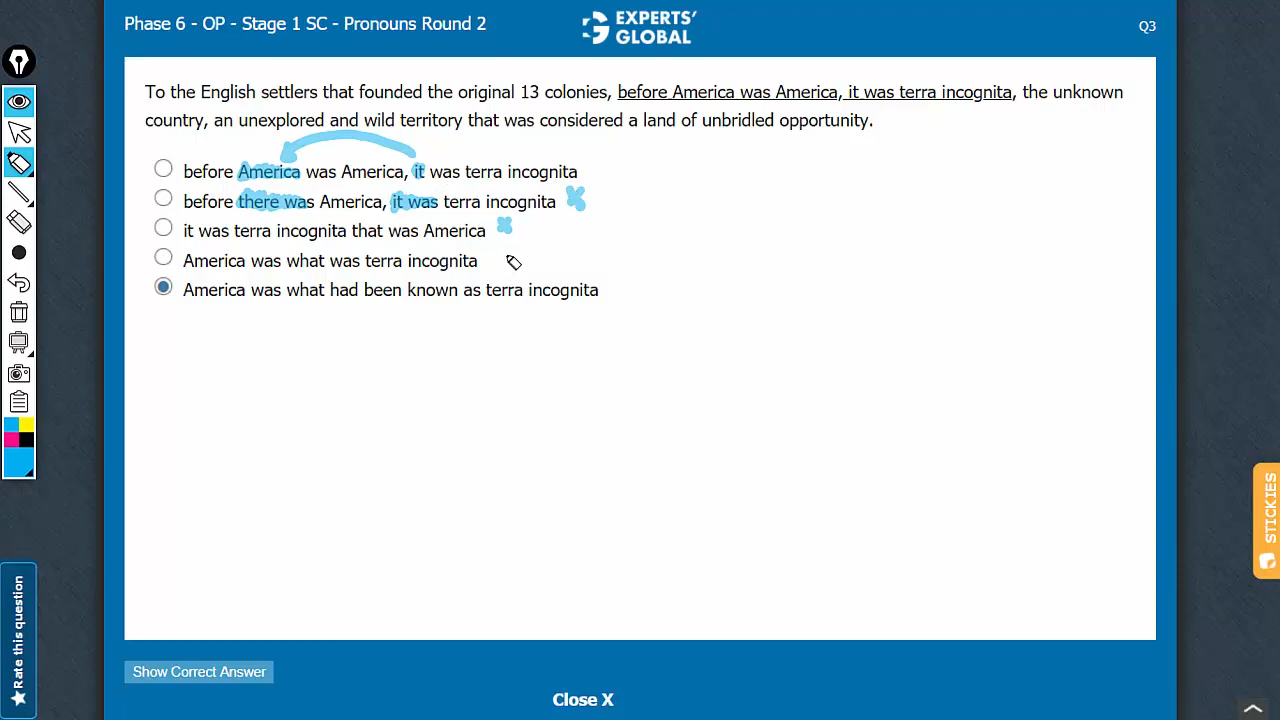 Phase 6 - OP - Stage 1 SC - Pronouns Round 2
EXPERTS'
GLOBAL
Q3
To the English settlers that founded the original 13 colonies, before America was America, it was terra incognita, the unknown
country, an unexplored and wild territory that was considered a land of unbridled opportunity.
before America was America, it was terra incognita
before there was America, it was terra incognita
it was terra incognita that was America
America was what was terra incognita
America was what had been known as terra incognita
STICKIES
Rate this question
Show Correct Answer
Close X